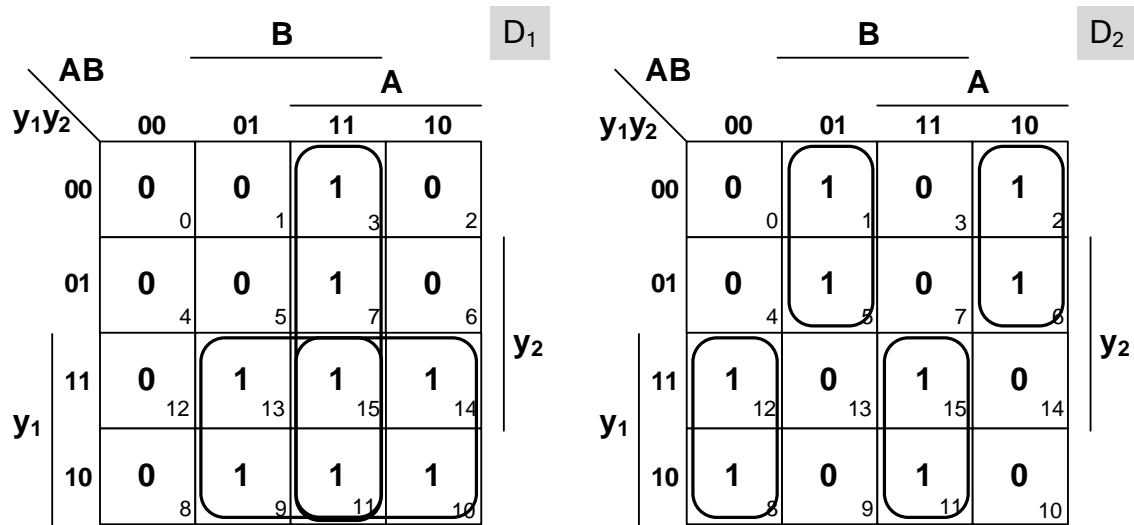 B D₁ B D₂
AB A AB A
y₁y₂ 00 01 11 10 y₁y₂ 00 01 11 10
00 0 0 1 0 00 0 1 0 1
0 1 3 2 0 1 3 2
01 0 0 1 0 01 0 1 0 1
4 5 7 6 4 5 7 6
y₂ y₂
11 0 1 1 1 11 1 0 1 0
12 13 15 14 12 13 15 14
y₁ y₁
10 0 1 1 1 10 1 0 1 0
8 9 11 10 8 9 11 10